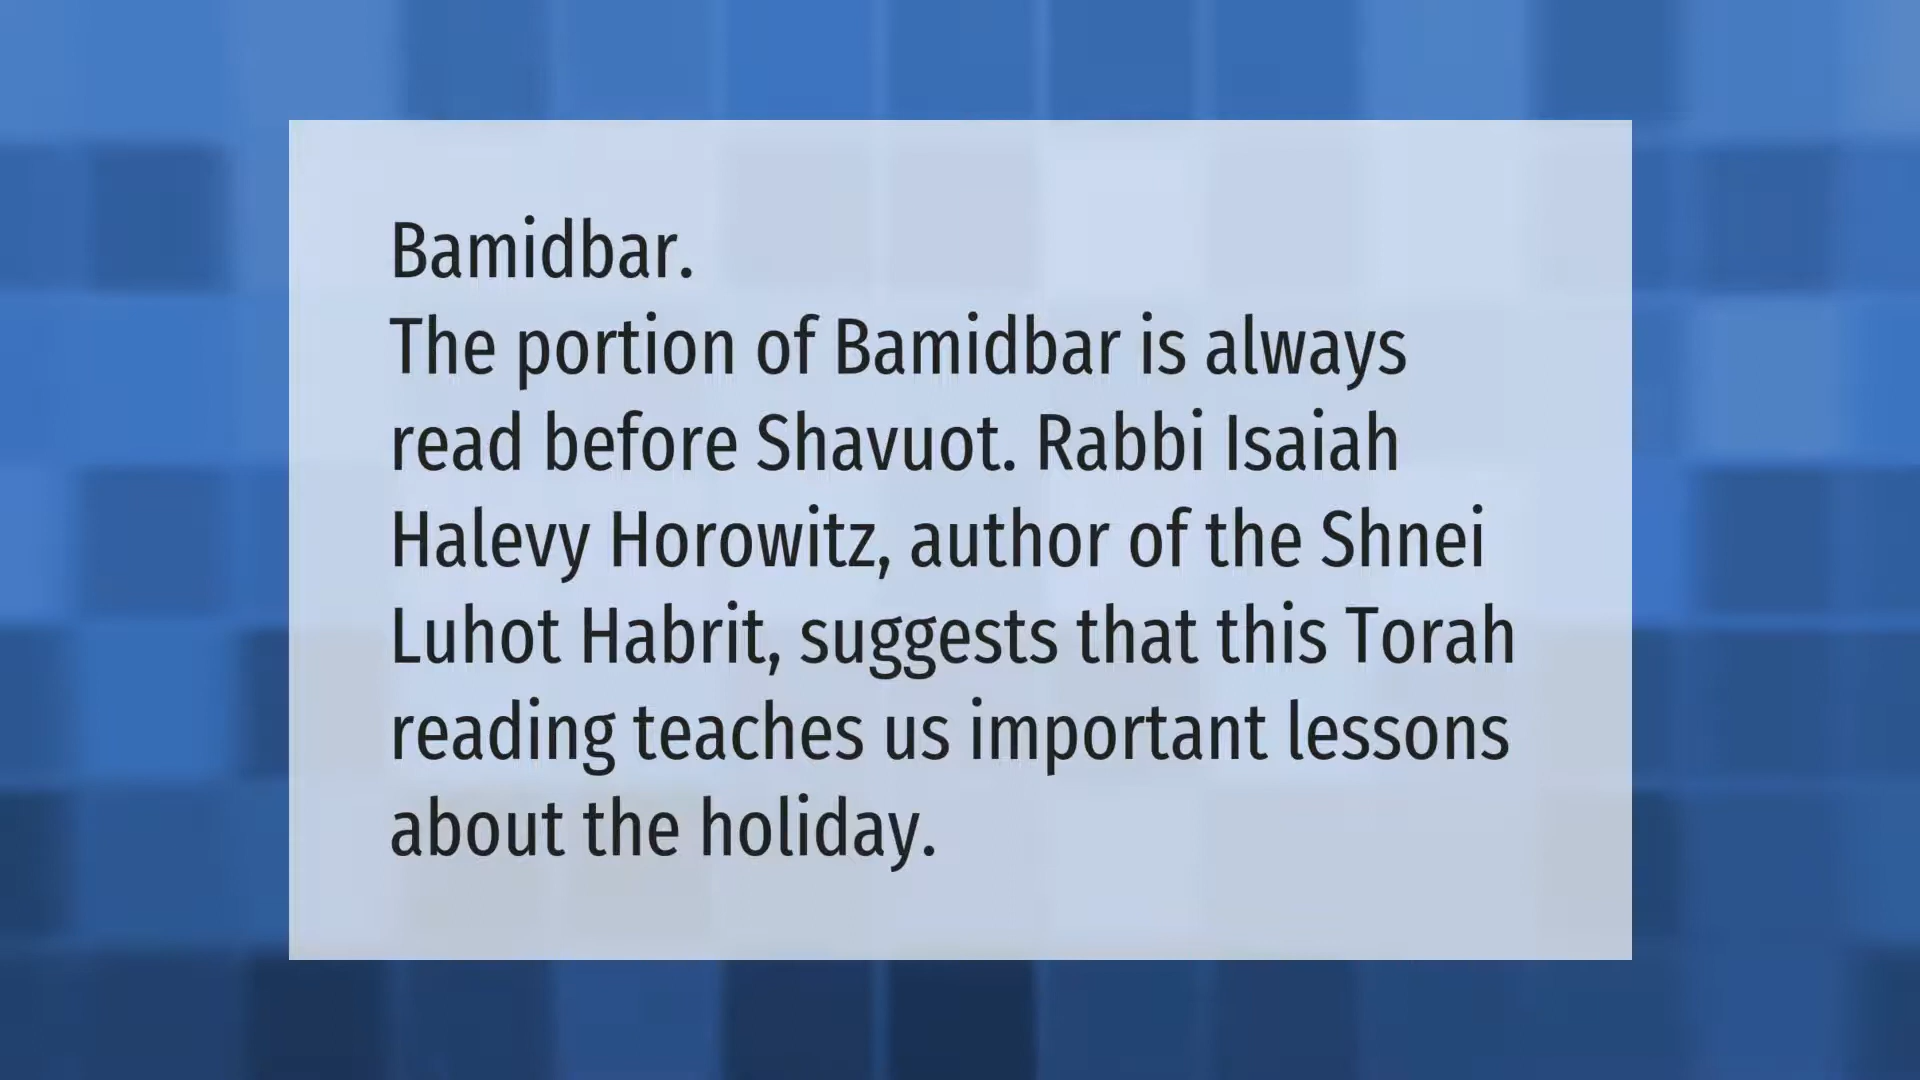 Bamidbar.
The portion of Bamidbar is always
read before Shavuot. Rabbi Isaiah
Halevy Horowitz, author of the Shnei
Luhot Habrit, suggests that this Torah
reading teaches us important lessons
about the holiday.